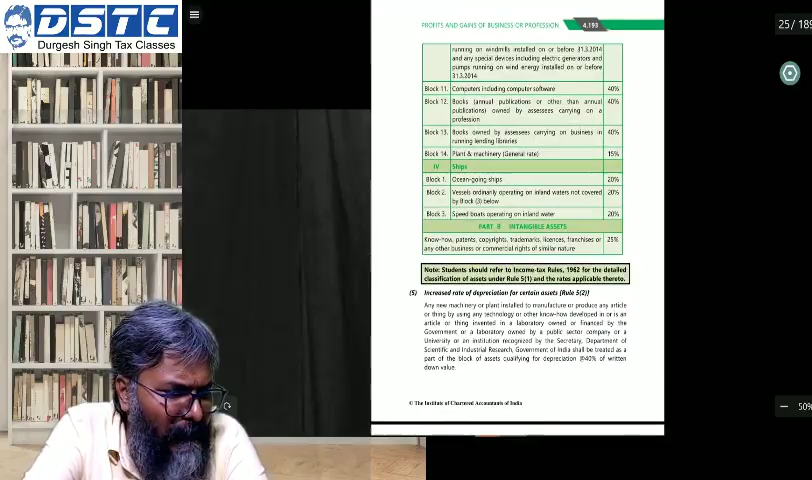 DSTC
Durgesh Singh Tax Classes
25 / 189
PROFITS AND GAINS OF BUSINESS OR PROFESSION 4.193
running on windmills installed on or before 31.3.2014
and any special devices including electric generators and
pumps running on wind energy installed on or before
31.3.2014
Block 11. Computers including computer software 40%
Block 12. Books (annual publications or other than annual 40%
publications) owned by assessees carrying on a
profession
Block 13. Books owned by assessees carrying on business in 40%
running lending libraries
Block 14. Plant & machinery (General rate) 15%
IV Ships
Block 1. Ocean-going ships 20%
Block 2. Vessels ordinarily operating on inland waters not covered 20%
by Block (3) below
Block 3. Speed boats operating on inland water 20%
PART B INTANGIBLE ASSETS
Know-how, patents, copyrights, trademarks, licences, franchises or 25%
any other business or commercial rights of similar nature
Note: Students should refer to Income-tax Rules, 1962 for the detailed
classification of assets under Rule 5(1) and the rates applicable thereto.
(5) Increased rate of depreciation for certain assets [Rule 5(2)]
Any new machinery or plant installed to manufacture or produce any article
or thing by using any technology or other know-how developed in or is an
article or thing invented in a laboratory owned or financed by the
Government or a laboratory owned by a public sector company or a
University or an institution recognized by the Secretary, Department of
Scientific and Industrial Research, Government of India shall be treated as a
part of the block of assets qualifying for depreciation @40% of written
down value.
© The Institute of Chartered Accountants of India
50%